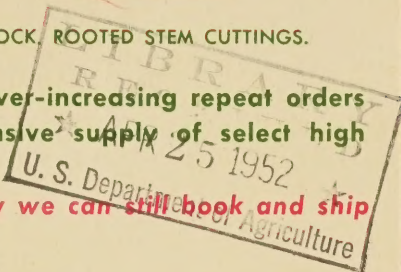 OCK, ROOTED STEM CUTTINGS.
LIBRARY
RECEIVED
ver-increasing repeat orders
nsive supply of select high
★ APR 25 1952 ★
U. S. Department of Agriculture
y we can still book and ship